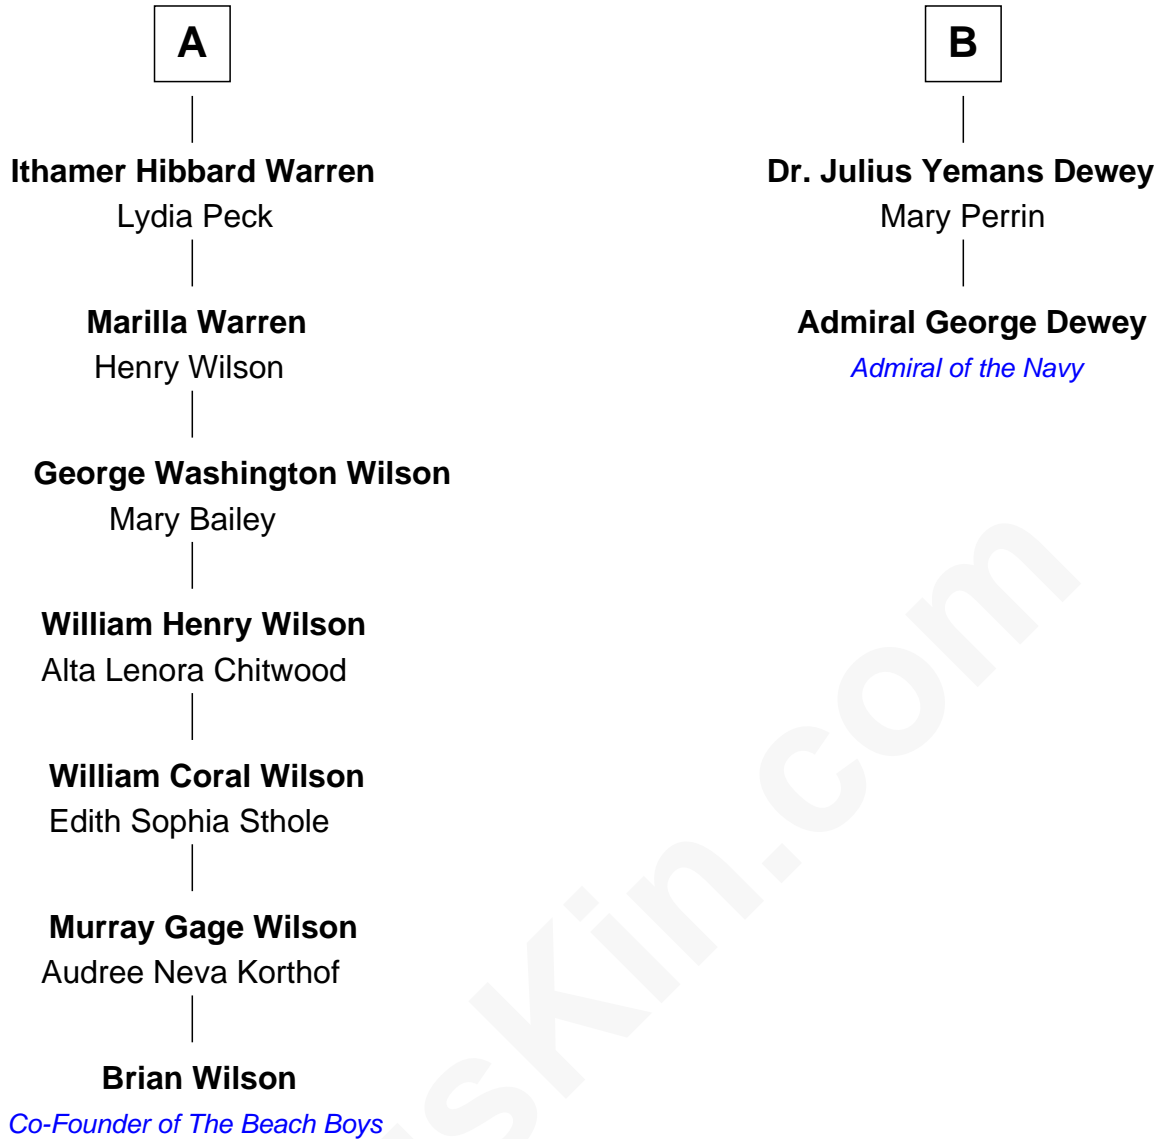 A
Ithamer Hibbard Warren
Lydia Peck
Marilla Warren
Henry Wilson
George Washington Wilson
Mary Bailey
William Henry Wilson
Alta Lenora Chitwood
William Coral Wilson
Edith Sophia Sthole
Murray Gage Wilson
Audree Neva Korthof
Brian Wilson
Co-Founder of The Beach Boys
B
Dr. Julius Yemans Dewey
Mary Perrin
Admiral George Dewey
Admiral of the Navy
sKin.com